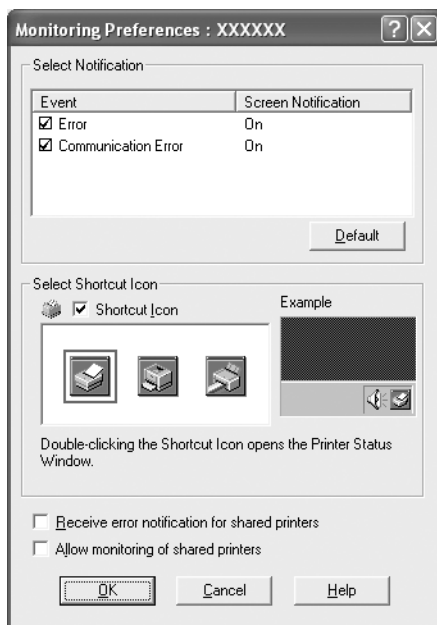 Monitoring Preferences : XXXXXX
Select Notification
Event Screen Notification
Error On
Communication Error On
Default
Select Shortcut Icon
Shortcut Icon
Example
Double-clicking the Shortcut Icon opens the Printer Status
Window.
Receive error notification for shared printers
Allow monitoring of shared printers
OK Cancel Help